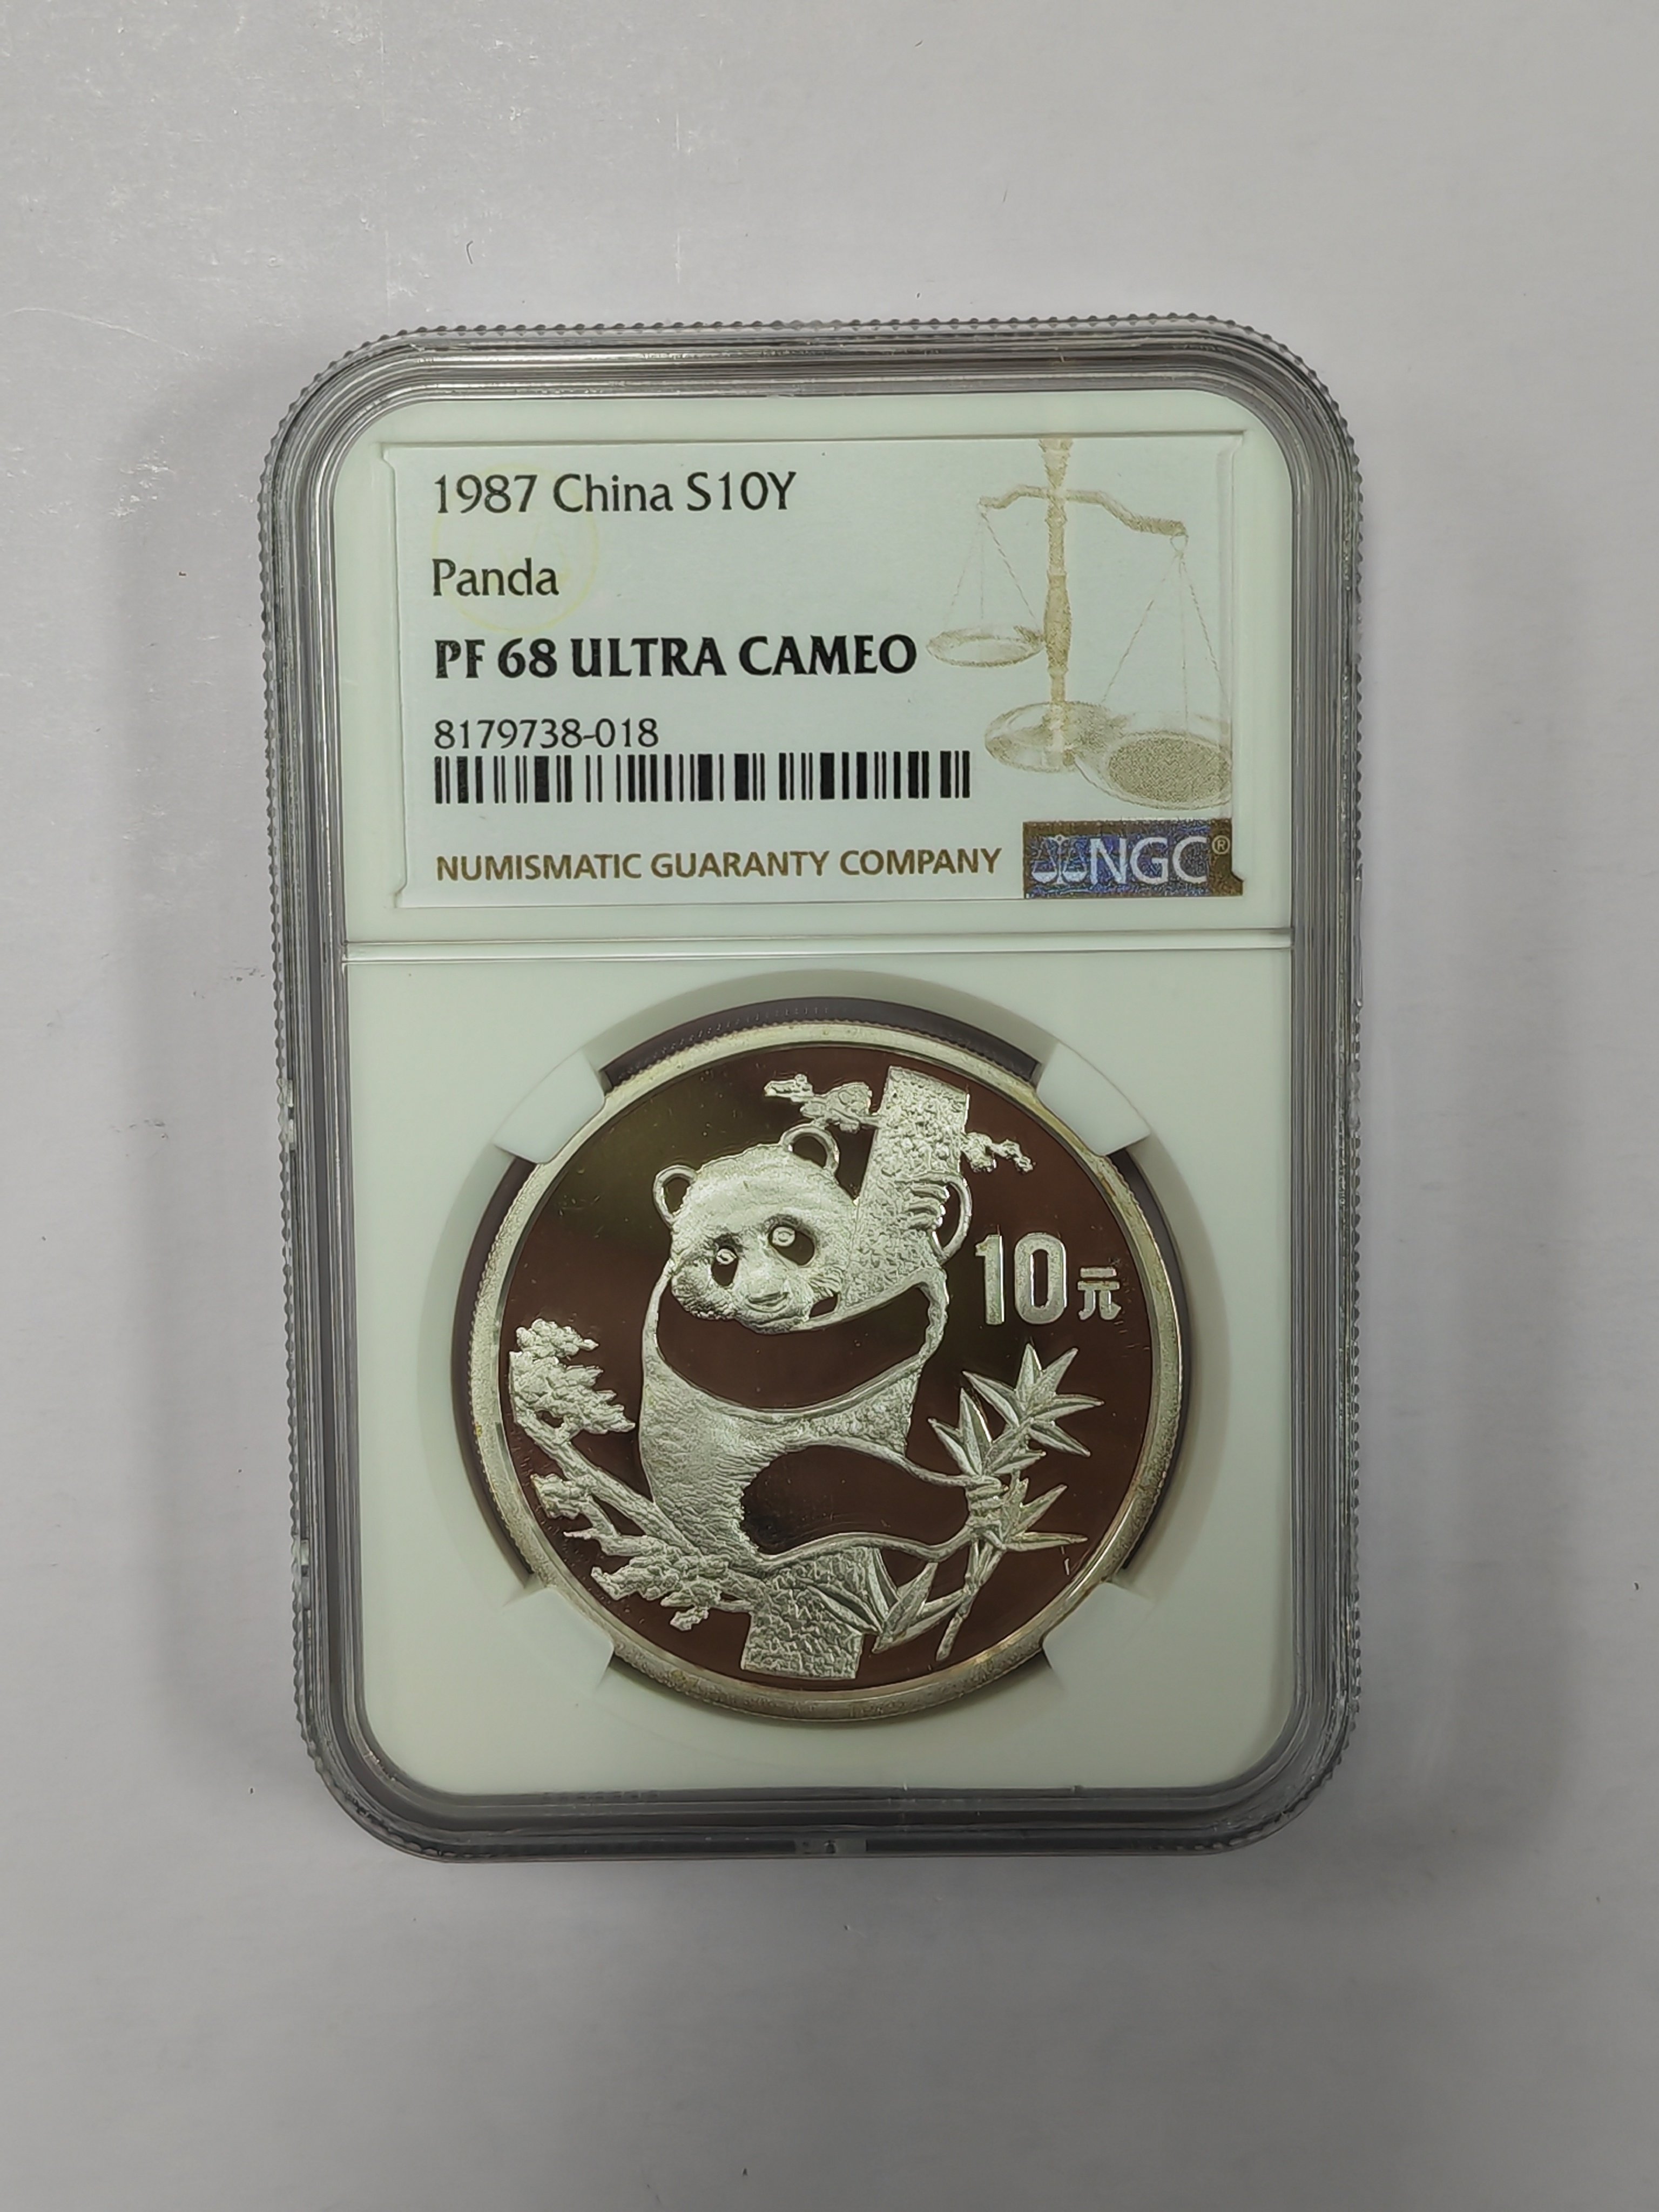 1987 China S10Y
Panda
PF 68 ULTRA CAMEO
8179738-018
NUMISMATIC GUARANTY COMPANY
NGC®
10元